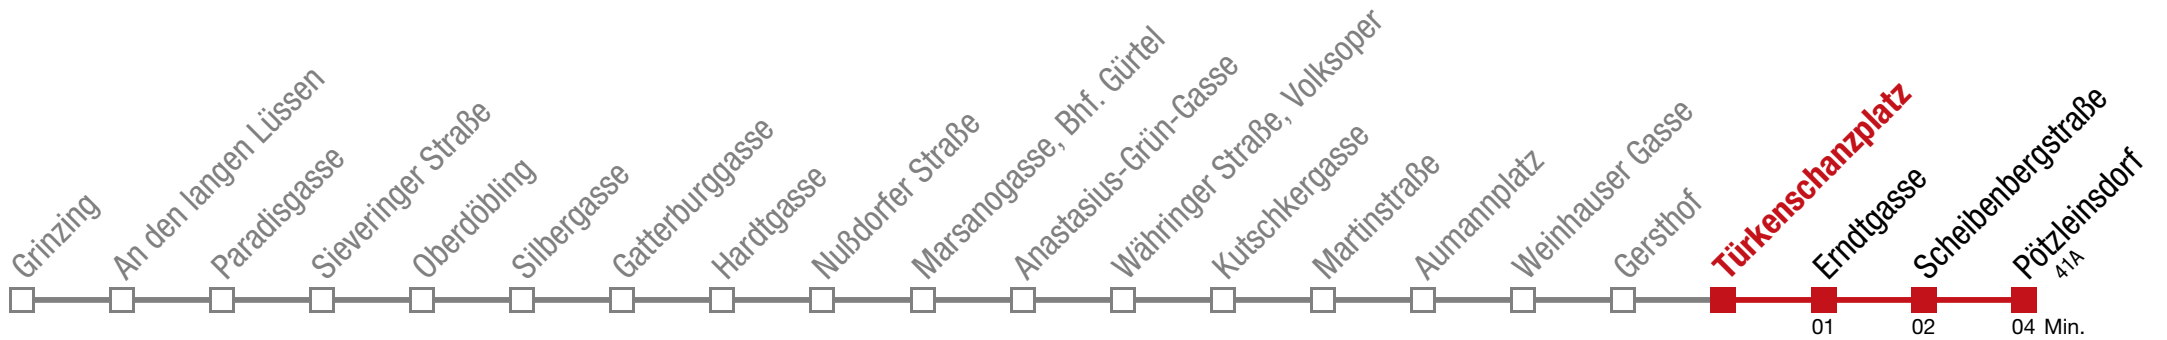 Grinzing
An den langen Lüssen
Paradisgasse
Sieveringer Straße
Oberdöbling
Silbergasse
Gatterburggasse
Hardtgasse
Nußdorfer Straße
Marsanogasse, Bhf. Gürtel
Anastasius-Grün-Gasse
Währinger Straße, Volksoper
Kutschkergasse
Martinstraße
Aumannplatz
Weinhauser Gasse
Gersthof
Türkenschanzplatz
Erndtgasse
Scheibenbergstraße
Pötzleinsdorf
41A
01 02 04 Min.